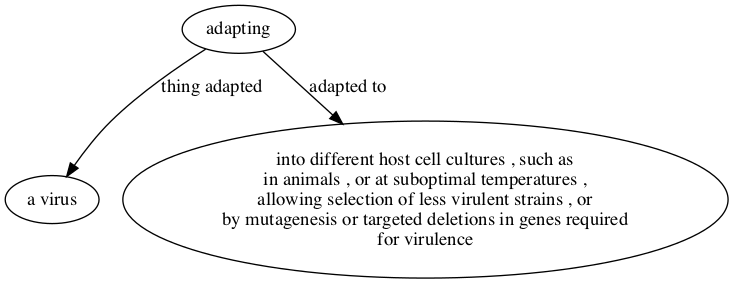 adapting
thing adapted
adapted to
into different host cell cultures , such as
in animals , or at suboptimal temperatures ,
allowing selection of less virulent strains , or
by mutagenesis or targeted deletions in genes required
for virulence
a virus